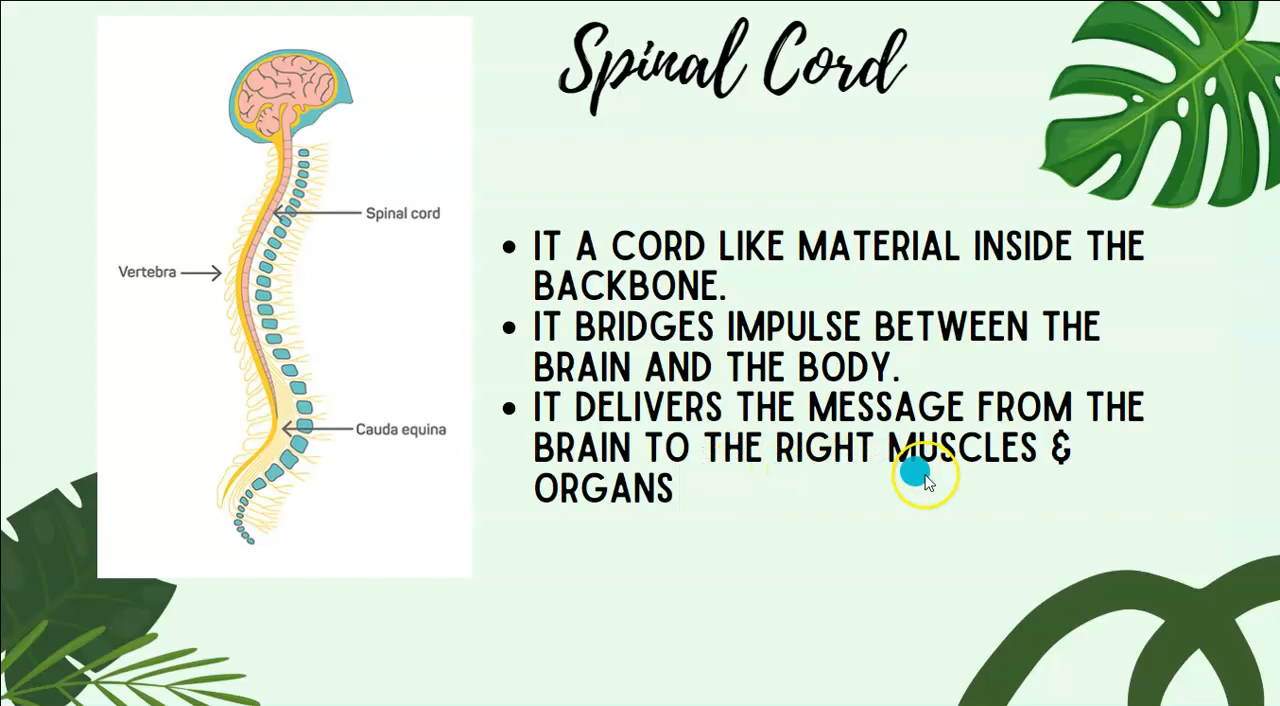 Spinal Cord
Spinal cord
Vertebra
Cauda equina
• IT A CORD LIKE MATERIAL INSIDE THE
BACKBONE.
• IT BRIDGES IMPULSE BETWEEN THE
BRAIN AND THE BODY.
• IT DELIVERS THE MESSAGE FROM THE
BRAIN TO THE RIGHT MUSCLES &
ORGANS